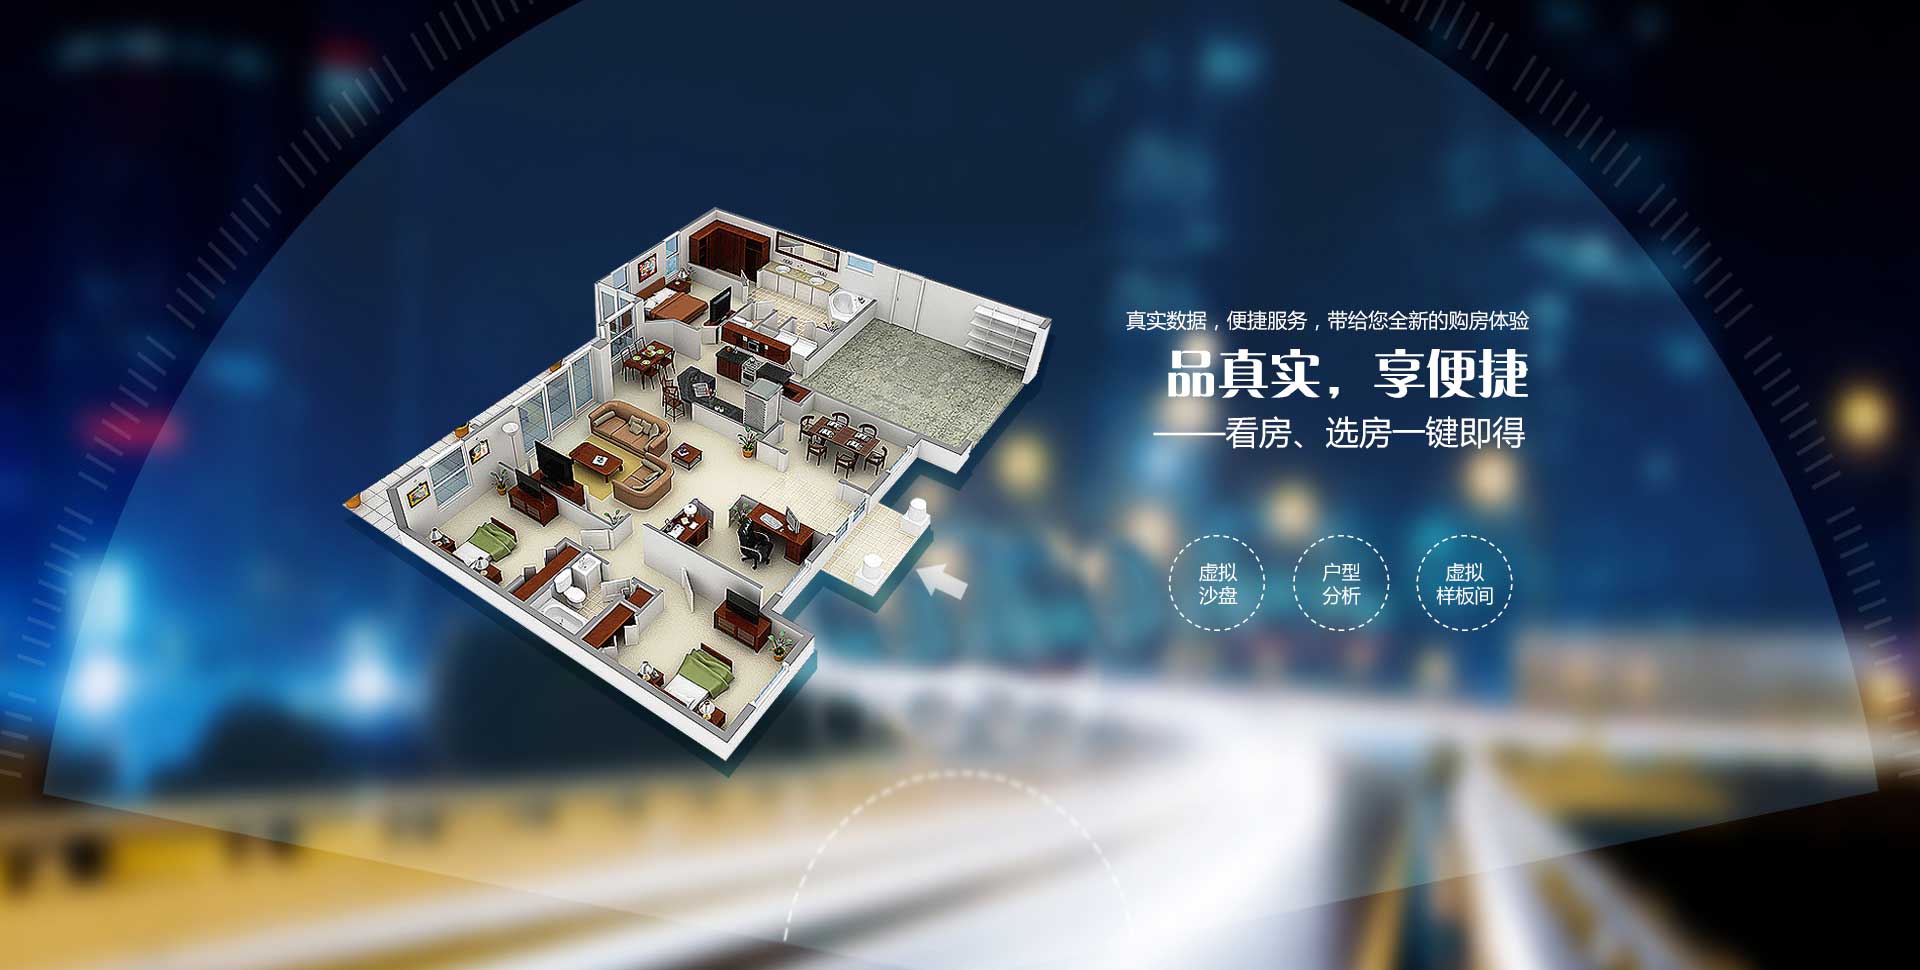 真实数据，便捷服务，带给您全新的购房体验
品真实，享便捷
——看房、选房一键即得
虚拟
沙盘
户型
分析
虚拟
样板间